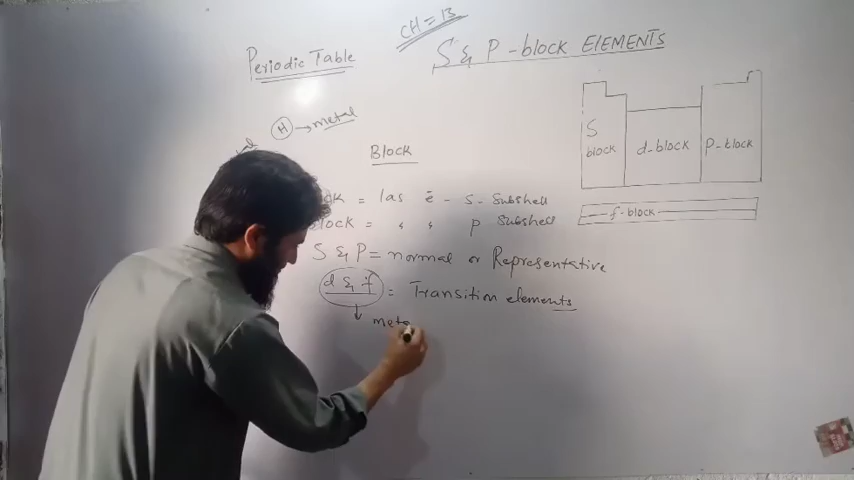 CH = 13
Periodic Table
S & P - block ELEMENTS
H → metal
Block
= las ē - s - Subshell
block = " " p Subshell
S & P = normal or Representative
d & f = Transition elements
meta
S block
d-block
P-block
f-block